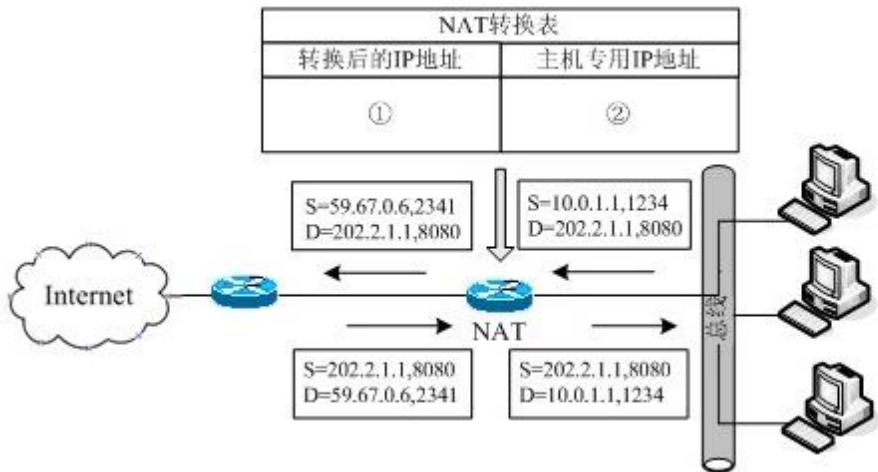 NAT转换表
转换后的IP地址
主机专用IP地址
①
②
S=59.67.0.6,2341
D=202.2.1.1,8080
S=10.0.1.1,1234
D=202.2.1.1,8080
Internet
NAT
总线
S=202.2.1.1,8080
D=59.67.0.6,2341
S=202.2.1.1,8080
D=10.0.1.1,1234